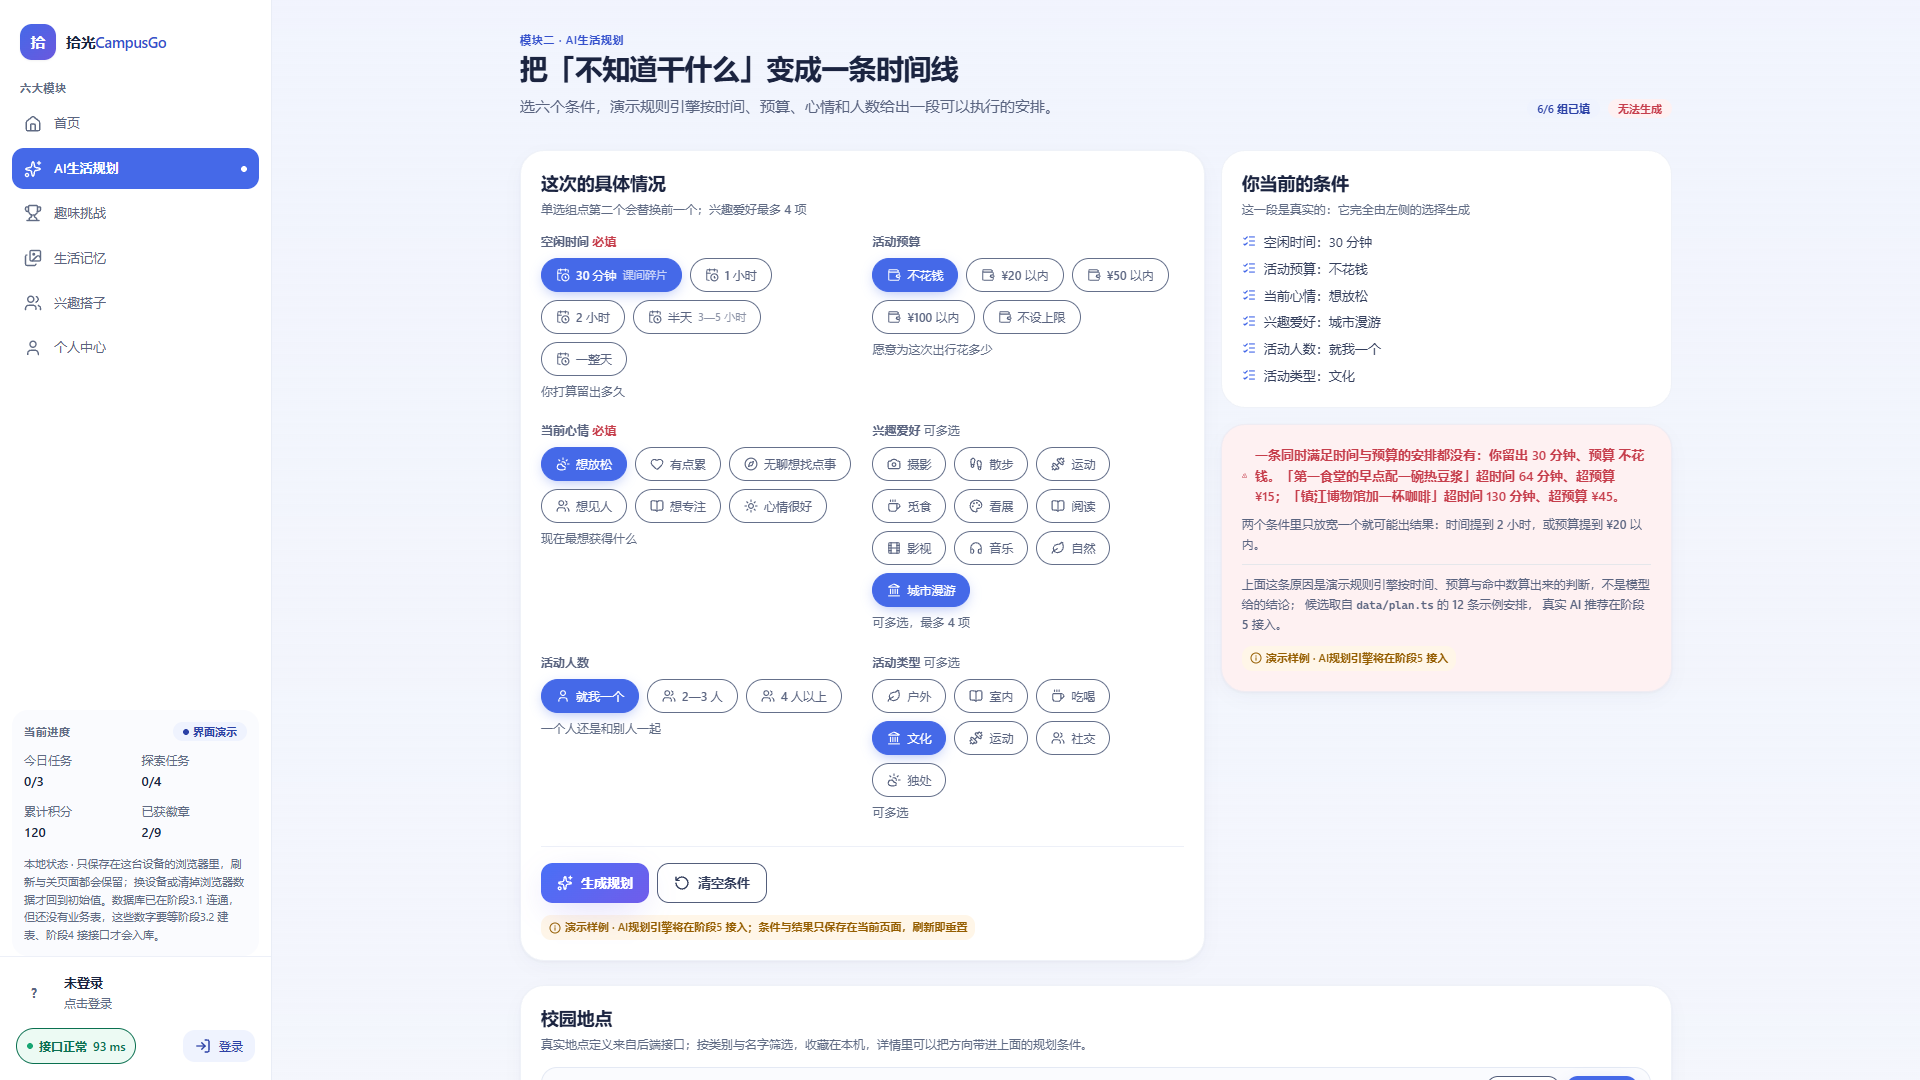 拾 拾光CampusGo
六大模块
首页
AI生活规划
趣味挑战
生活记忆
兴趣搭子
个人中心
当前进度 界面演示
今日任务 探索任务
0/3 0/4
累计积分 已获徽章
120 2/9
本地状态 · 只保存在这台设备的浏览器里，刷
新与关页面都会保留；换设备或清掉浏览器数
据才回到初始值。数据库已在阶段3.1 连通，
但还没有业务表，这些数字要等阶段3.2 建
表、阶段4 接接口才会入库。
? 未登录
点击登录
接口正常 93 ms 登录
模块二 · AI生活规划
把「不知道干什么」变成一条时间线
选六个条件，演示规则引擎按时间、预算、心情和人数给出一段可以执行的安排。
6/6 组已填 无法生成
这次的具体情况
单选组点第二个会替换前一个；兴趣爱好最多 4 项
空闲时间 必填
30 分钟 课间碎片 1 小时
2 小时 半天 3—5 小时
一整天
你打算留出多久
活动预算
不花钱 ¥20 以内 ¥50 以内
¥100 以内 不设上限
愿意为这次出行花多少
当前心情 必填
想放松 有点累 无聊想找点事
想见人 想专注 心情很好
现在最想获得什么
兴趣爱好 可多选
摄影 散步 运动
觅食 看展 阅读
影视 音乐 自然
城市漫游
可多选，最多 4 项
活动人数
就我一个 2—3 人 4 人以上
一个人还是和别人一起
活动类型 可多选
户外 室内 吃喝
文化 运动 社交
独处
可多选
生成规划 清空条件
演示样例 · AI规划引擎将在阶段5 接入；条件与结果只保存在当前页面，刷新即重置
你当前的条件
这一段是真实的：它完全由左侧的选择生成
空闲时间：30 分钟
活动预算：不花钱
当前心情：想放松
兴趣爱好：城市漫游
活动人数：就我一个
活动类型：文化
一条同时满足时间与预算的安排都没有：你留出 30 分钟、预算 不花
钱。「第一食堂的早点配一碗热豆浆」超时间 64 分钟、超预算
¥15；「镇江博物馆加一杯咖啡」超时间 130 分钟、超预算 ¥45。
两个条件里只放宽一个就可能出结果：时间提到 2 小时，或预算提到 ¥20 以
内。
上面这条原因是演示规则引擎按时间、预算与命中数算出来的判断，不是模型
给的结论； 候选取自 data/plan.ts 的 12 条示例安排， 真实 AI 推荐在阶段
5 接入。
演示样例 · AI规划引擎将在阶段5 接入
校园地点
真实地点定义来自后端接口；按类别与名字筛选，收藏在本机，详情里可以把方向带进上面的规划条件。